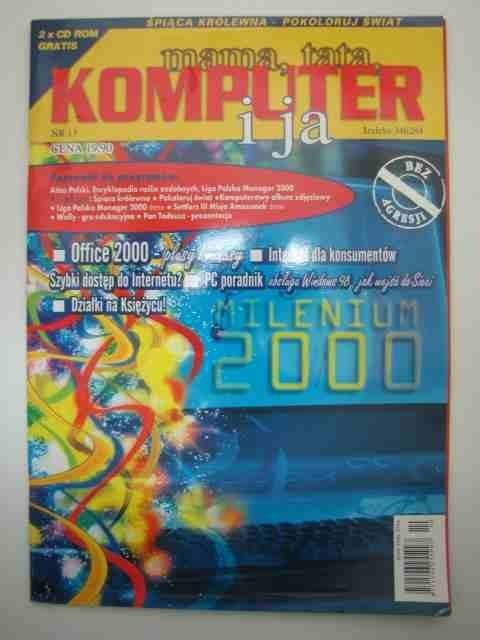 ŚPIĄCA KRÓLEWNA - POKOLORUJ ŚWIAT
2 x CD ROM
GRATIS
mama, tata,
KOMPUTER
i ja
NR 13
Indeks 346284
CENA 19,90
BEZ
AGRESJI
programów:
Atlas Polski, Encyklopedia roślin ozdobnych, Liga Polska Manager 2000
Śpiąca królewna • Pokoloruj świat • Komputerowy album zdjęciowy
• Liga Polska Manager 2000 • Settlers III Misja Amazonek
• Wally - gra edukacyjna • Pan Tadeusz - prezentacja
Office 2000 - plusy i minusy
Internet dla konsumentów
Szybki dostęp do Internetu?
PC poradnik obsługa Windows 98, jak wejść do Sieci
Działki na Księżycu!
MILENIUM
2000